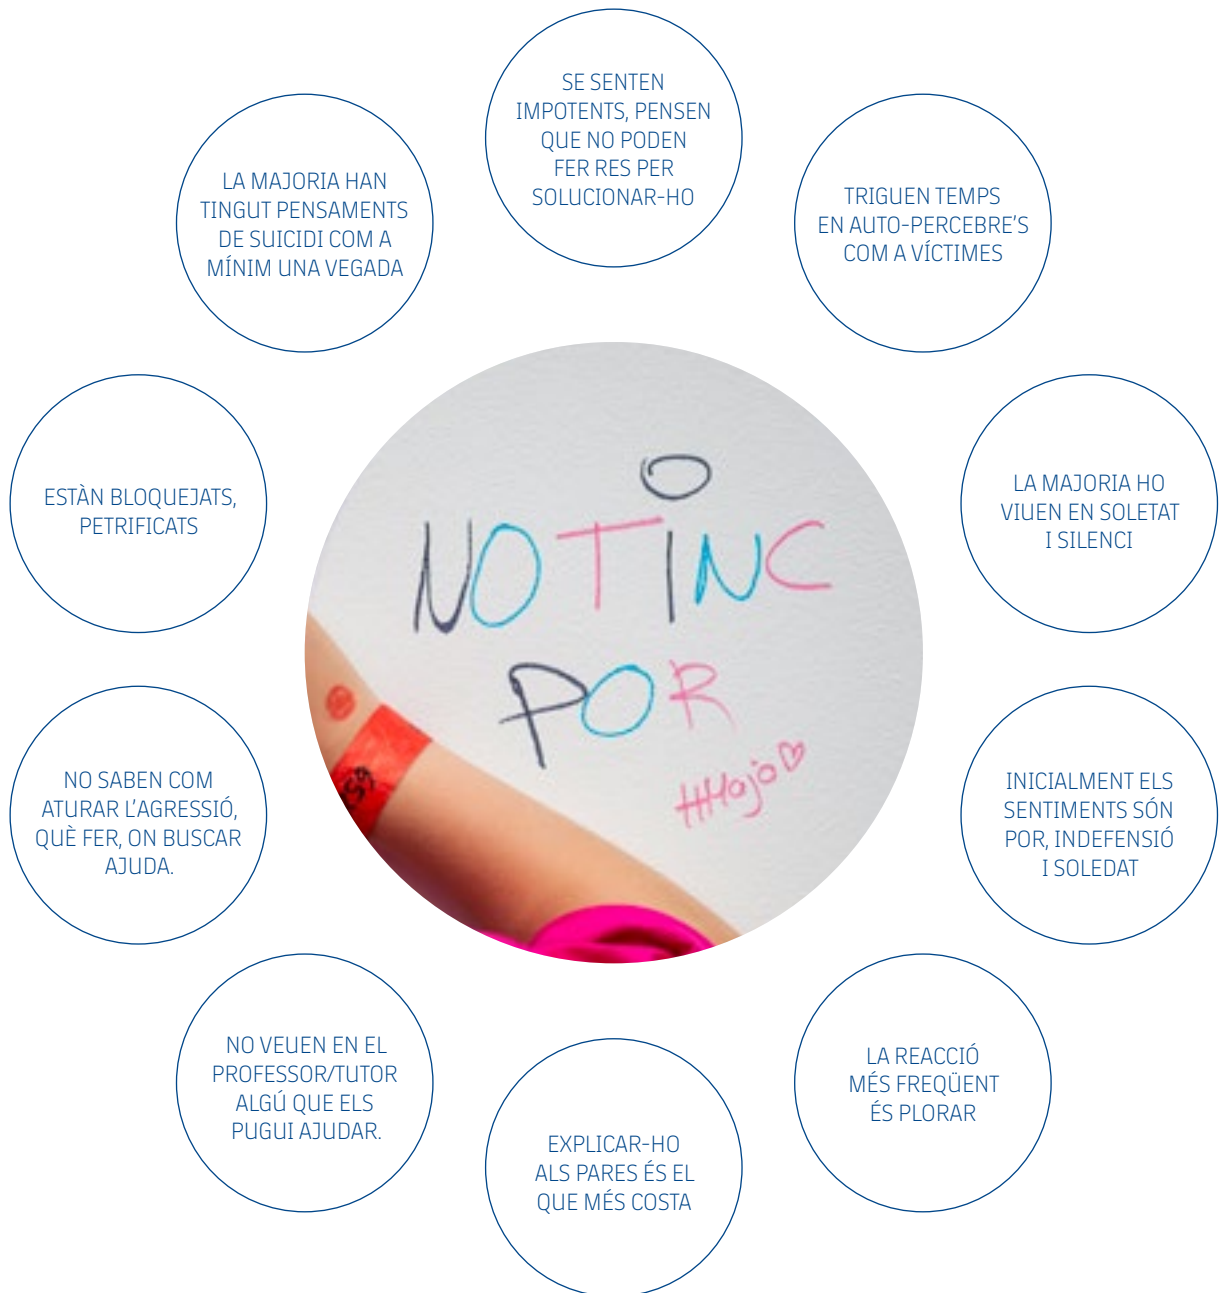 SE SENTEN
IMPOTENTS, PENSEN
QUE NO PODEN
FER RES PER
SOLUCIONAR-HO
TRIGUEN TEMPS
EN AUTO-PERCEBRE'S
COM A VÍCTIMES
LA MAJORIA HO
VIUEN EN SOLETAT
I SILENCI
INICIALMENT ELS
SENTIMENTS SÓN
POR, INDEFENSIÓ
I SOLEDAT
LA REACCIÓ
MÉS FREQÜENT
ÉS PLORAR
EXPLICAR-HO
ALS PARES ÉS EL
QUE MÉS COSTA
NO VEUEN EN EL
PROFESSOR/TUTOR
ALGÚ QUE ELS
PUGUI AJUDAR.
NO SABEN COM
ATURAR L'AGRESSIÓ,
QUÈ FER, ON BUSCAR
AJUDA.
ESTÀN BLOQUEJATS,
PETRIFICATS
LA MAJORIA HAN
TINGUT PENSAMENTS
DE SUICIDI COM A
MÍNIM UNA VEGADA
NO TINC
POR